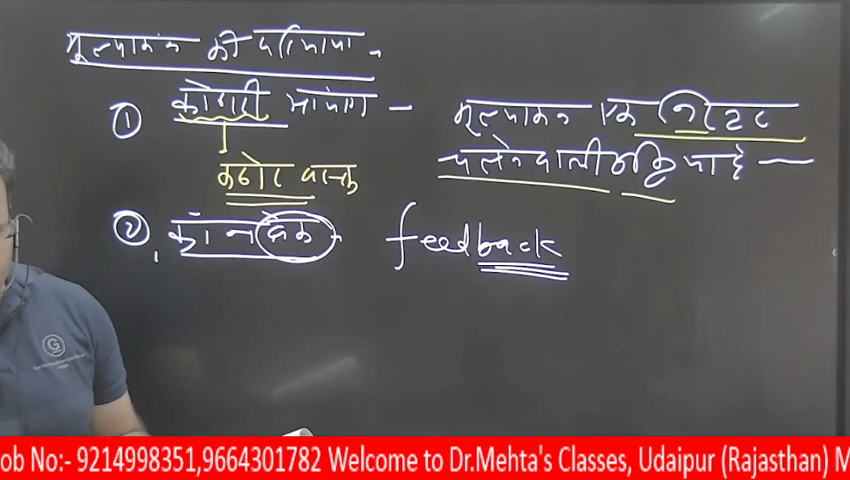 मूल्यांकन की परिभाषा -
① कोठारी आयोग - मूल्यांकन एक निरंतर
चलने वाली प्रक्रिया है -
कठोर
② feedback
ob No:- 9214998351,9664301782 Welcome to Dr.Mehta's Classes, Udaipur (Rajasthan) M